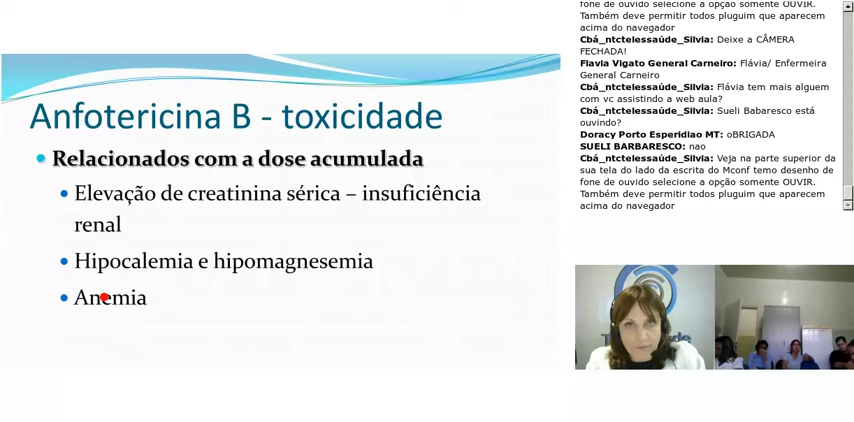 Anfotericina B - toxicidade
Relacionados com a dose acumulada
Elevação de creatinina sérica – insuficiência
renal
Hipocalemia e hipomagnesemia
Anemia
fone de ouvido selecione a opção somente OUVIR.
Também deve permitir todos pluguim que aparecem
acima do navegador
Cbá_ntctelessaúde_Silvia: Deixe a CÂMERA
FECHADA!
Flavia Vigato General Carneiro: Flávia/ Enfermeira
General Carneiro
Cbá_ntctelessaúde_Silvia: Flávia tem mais alguem
com vc assistindo a web aula?
Cbá_ntctelessaúde_Silvia: Sueli Babaresco está
ouvindo?
Doracy Porto Esperidiao MT: oBRIGADA
SUELI BARBARESCO: nao
Cbá_ntctelessaúde_Silvia: Veja na parte superior da
sua tela do lado da escrita do Mconf temo desenho de
fone de ouvido selecione a opção somente OUVIR.
Também deve permitir todos pluguim que aparecem
acima do navegador